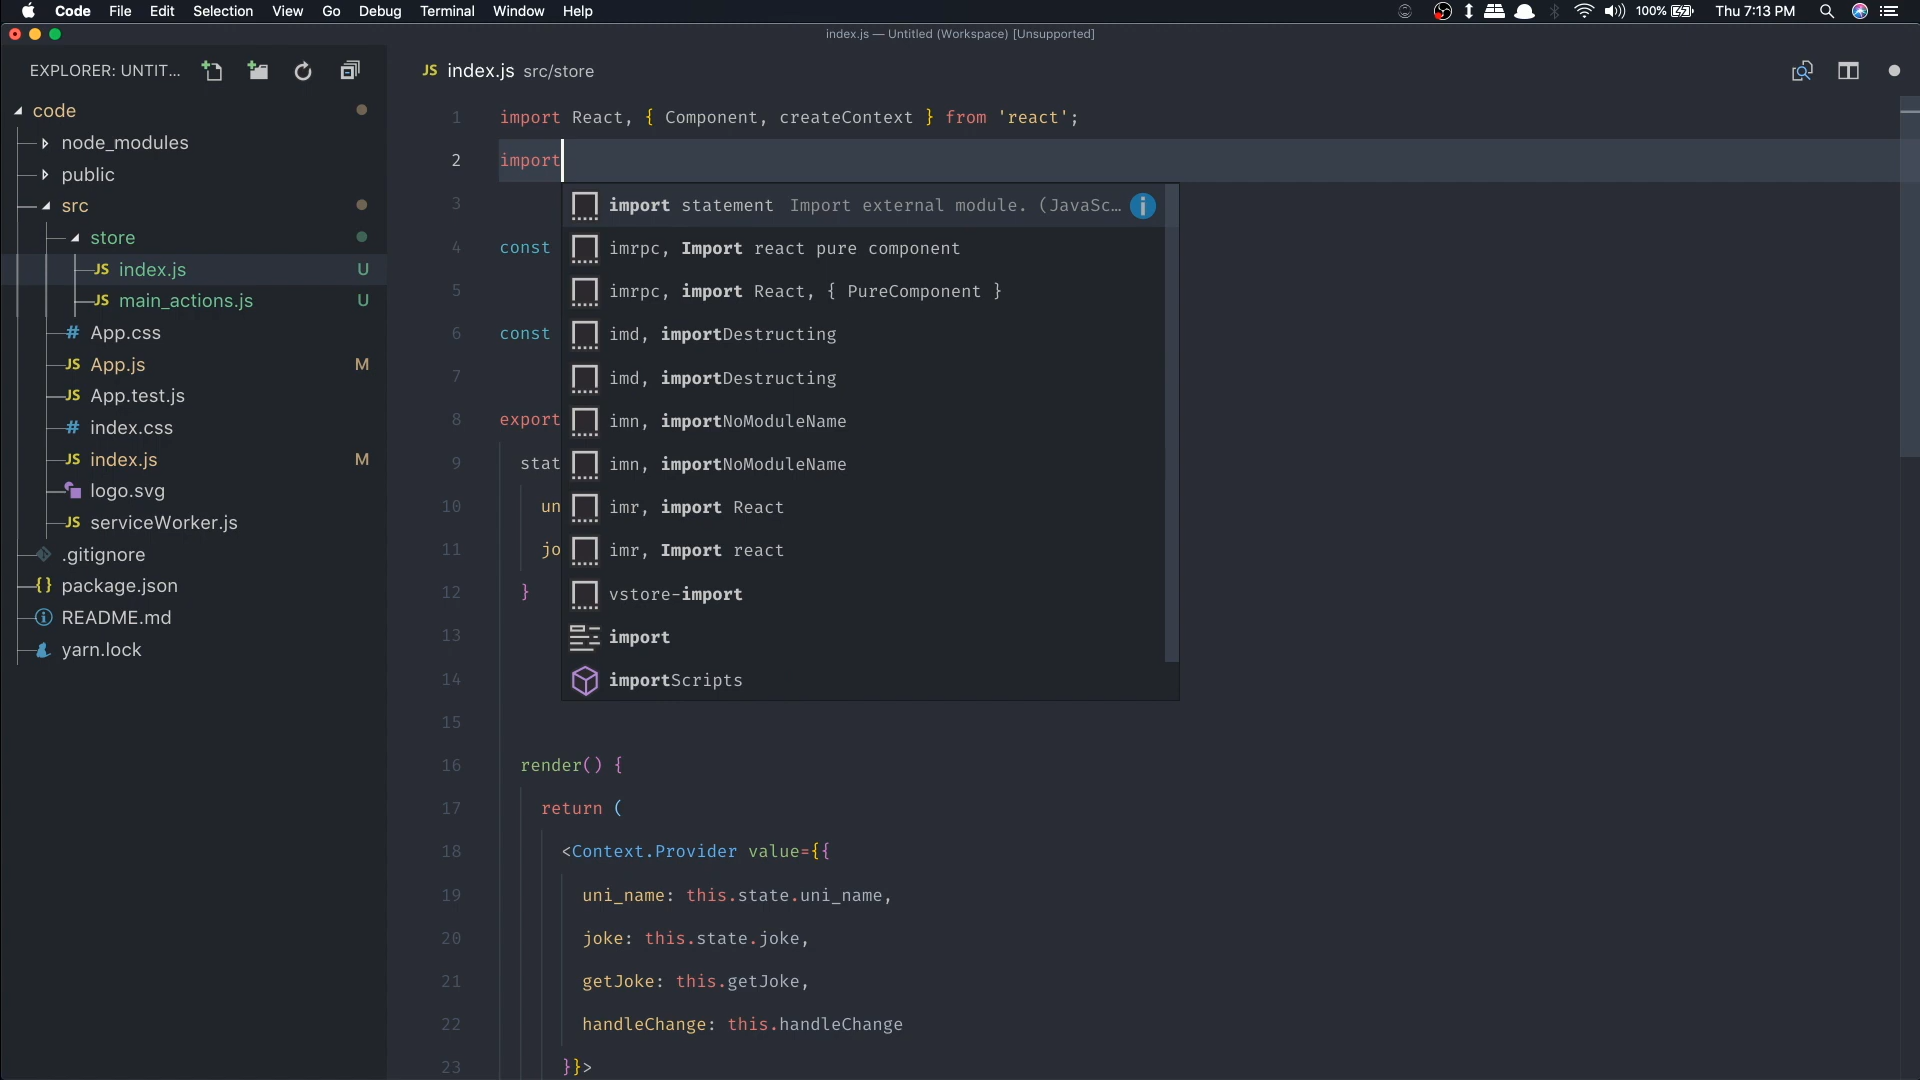 Code File Edit Selection View Go Debug Terminal Window Help 100% Thu 7:13 PM
index.js — Untitled (Workspace) [Unsupported]
EXPLORER: UNTIT...
JS index.js src/store
code
node_modules
public
src
store
JS index.js U
JS main_actions.js U
# App.css
JS App.js M
JS App.test.js
# index.css
JS index.js M
logo.svg
JS serviceWorker.js
.gitignore
{} package.json
README.md
yarn.lock
1 import React, { Component, createContext } from 'react';
2 import
3
4 const
5
6 const
7
8 export
9 stat
10 un
11 jo
12 }
13
14
15
16 render() {
17 return (
18 <Context.Provider value={{
19 uni_name: this.state.uni_name,
20 joke: this.state.joke,
21 getJoke: this.getJoke,
22 handleChange: this.handleChange
23 }}>
import statement Import external module. (JavaSc...
imrpc, Import react pure component
imrpc, import React, { PureComponent }
imd, importDestructing
imd, importDestructing
imn, importNoModuleName
imn, importNoModuleName
imr, import React
imr, Import react
vstore-import
import
importScripts